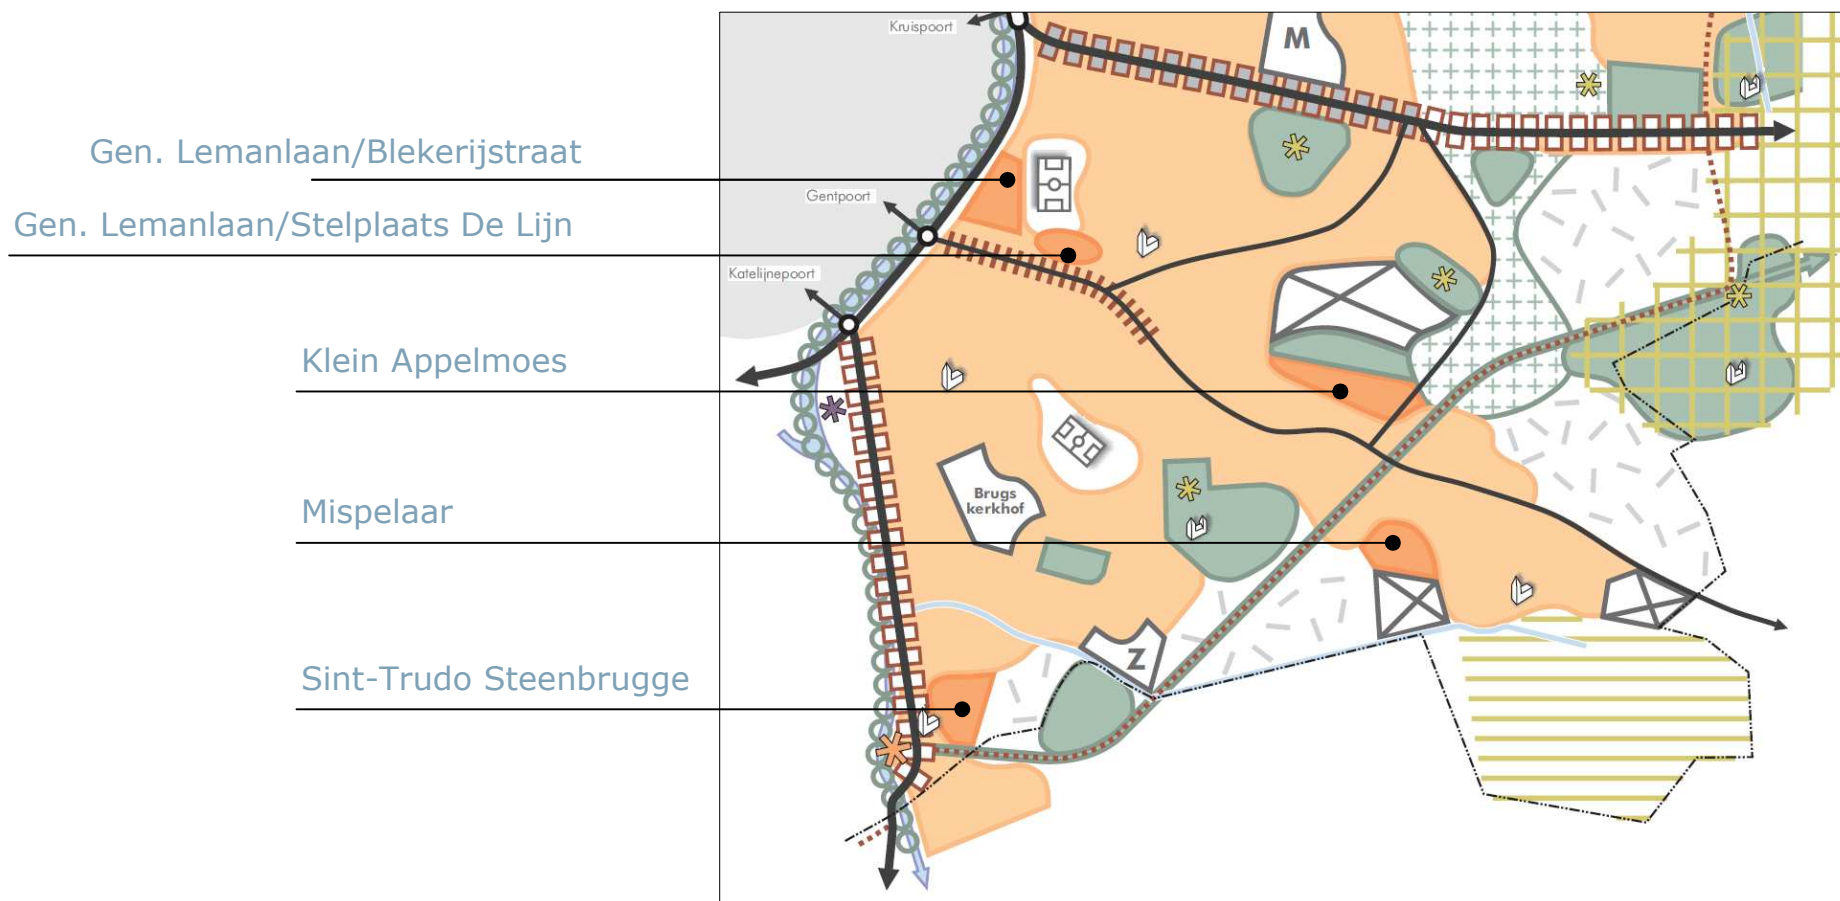 Kruispoort
M
Gen. Lemanlaan/Blekerijstraat
Gentpoort
Gen. Lemanlaan/Stelplaats De Lijn
Katelijnepoort
Klein Appelmoes
Brugs
kerkhof
Mispelaar
Z
Sint-Trudo Steenbrugge